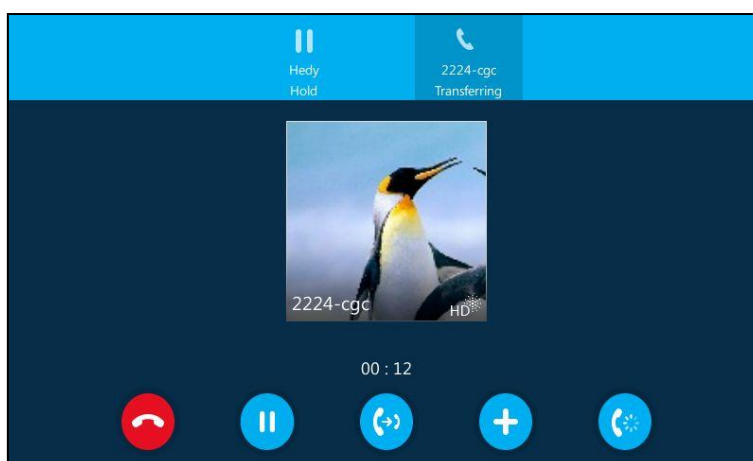 Hedy
Hold
2224-cgc
Transferring
2224-cgc
HD
00 : 12